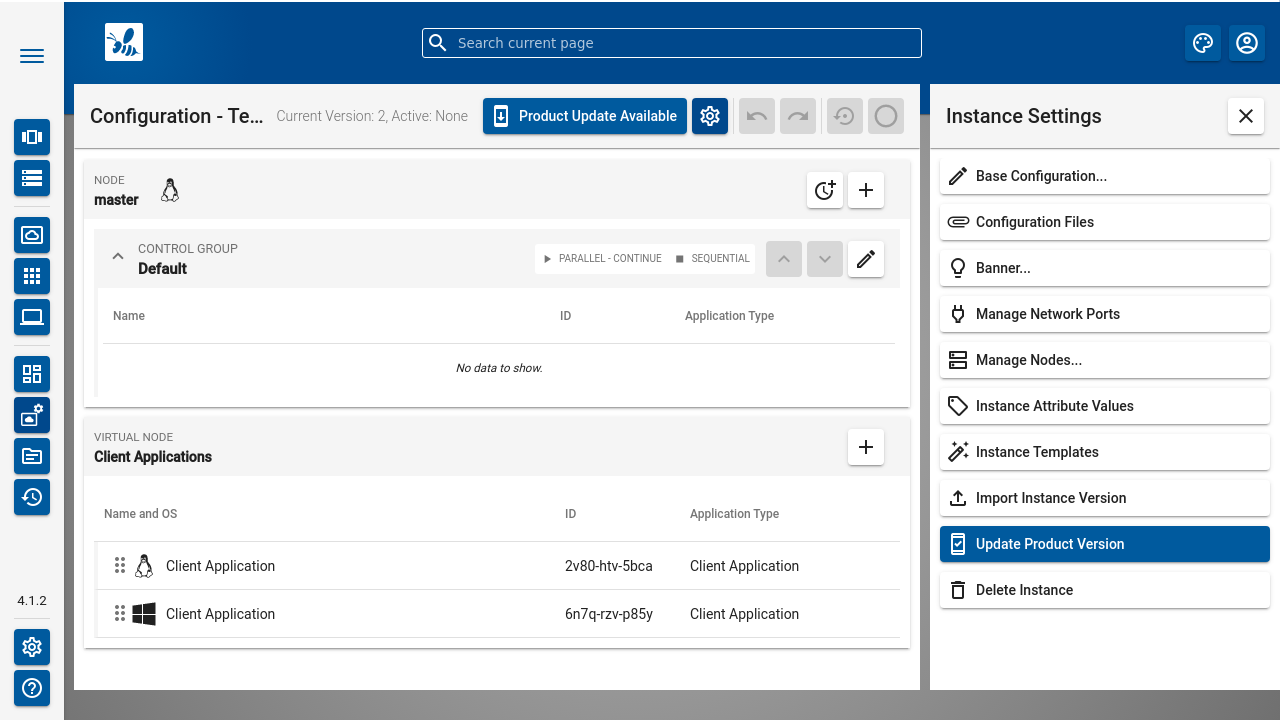 Search current page
Configuration - Te...
Current Version: 2, Active: None
Product Update Available
NODE
master
CONTROL GROUP
Default
PARALLEL - CONTINUE
SEQUENTIAL
Name ID Application Type
No data to show.
VIRTUAL NODE
Client Applications
Name and OS ID Application Type
Client Application 2v80-htv-5bca Client Application
Client Application 6n7q-rzv-p85y Client Application
Instance Settings
Base Configuration...
Configuration Files
Banner...
Manage Network Ports
Manage Nodes...
Instance Attribute Values
Instance Templates
Import Instance Version
Update Product Version
Delete Instance
4.1.2